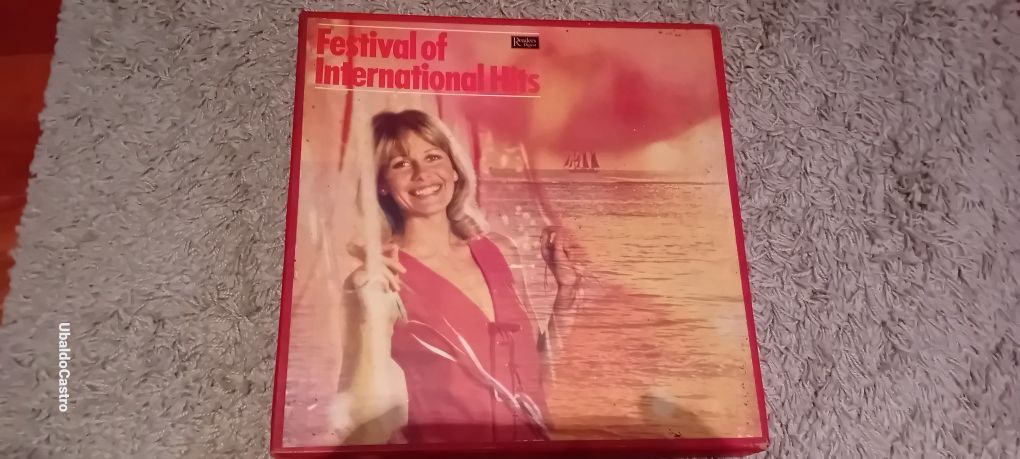 Festival of
International Hits
Reader's
Digest
UbaldoCastro